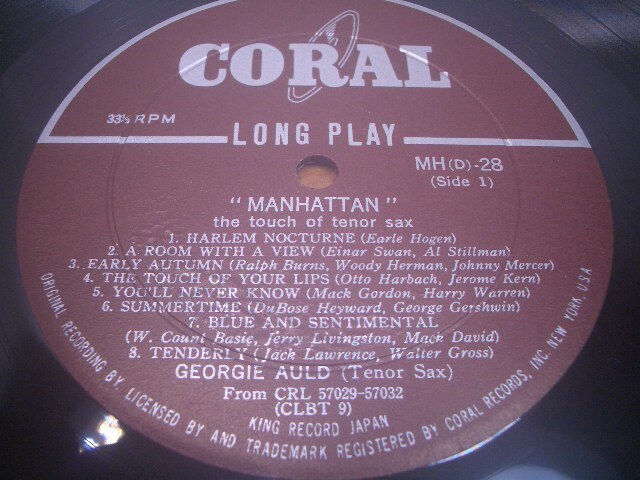 CORAL
33⅓ RPM
LONG PLAY
MH(D)-28
(Side 1)
"MANHATTAN"
the touch of tenor sax
1. HARLEM NOCTURNE (Earle Hogen)
2. A ROOM WITH A VIEW (Einar Swan, Al Stillman)
3. EARLY AUTUMN (Ralph Burns, Woody Herman, Johnny Mercer)
4. THE TOUCH OF YOUR LIPS (Otto Harbach, Jerome Kern)
5. YOU'LL NEVER KNOW (Mack Gordon, Harry Warren)
6. SUMMERTIME (DuBose Heyward, George Gershwin)
7. BLUE AND SENTIMENTAL
(W. Count Basie, Jerry Livingston, Mack David)
8. TENDERLY (Jack Lawrence, Walter Gross)
GEORGIE AULD (Tenor Sax)
From CRL 57029-57032
(CLBT 9)
KING RECORD JAPAN
ORIGINAL RECORDING BY, LICENSED BY AND TRADEMARK REGISTERED BY CORAL RECORDS, INC. NEW YORK U.S.A.